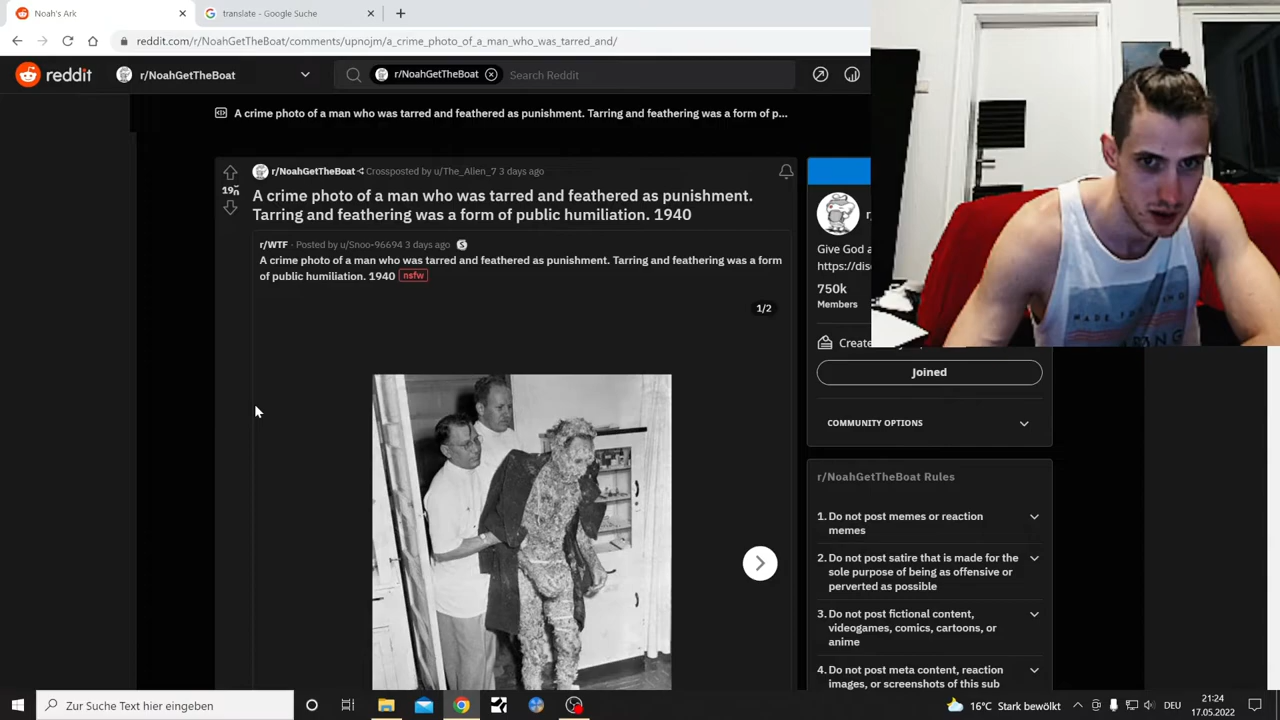 Noah's Ark
translate - Google Suche
reddit.com/r/NoahGetTheBoat/comments/
a_crime_photo_of_a_man_who_was_tarred_and/
reddit
r/NoahGetTheBoat
r/NoahGetTheBoat
Search Reddit
A crime photo of a man who was tarred and feathered as punishment. Tarring and feathering was a form of p...
r/NoahGetTheBoat
Crossposted by u/The_Alien_7 3 days ago
A crime photo of a man who was tarred and feathered as punishment.
Tarring and feathering was a form of public humiliation. 1940
r/WTF · Posted by u/Snoo-96694 3 days ago
A crime photo of a man who was tarred and feathered as punishment. Tarring and feathering was a form
of public humiliation. 1940 nsfw
1/2
Give God a
https://dis
750k
Members
Create
Joined
COMMUNITY OPTIONS
r/NoahGetTheBoat Rules
1. Do not post memes or reaction
memes
2. Do not post satire that is made for the
sole purpose of being as offensive or
perverted as possible
3. Do not post fictional content,
videogames, comics, cartoons, or
anime
4. Do not post meta content, reaction
images, or screenshots of this sub
Zur Suche Text hier eingeben
16°C Stark bewölkt
DEU
21:24
17.05.2022